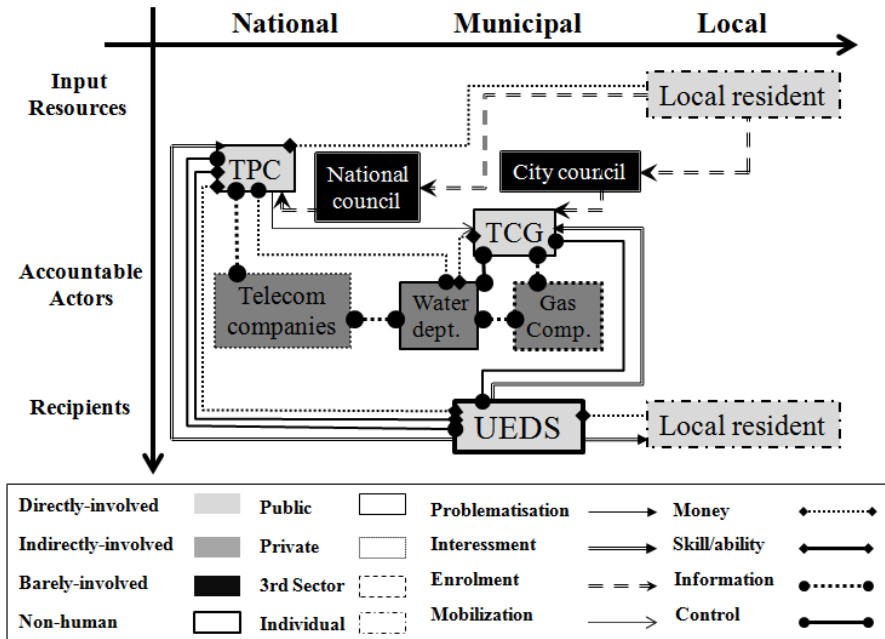 National Municipal Local
Input
Resources
Local resident
TPC
National
council
City council
TCG
Accountable
Actors
Telecom
companies
Water
dept.
Gas
Comp.
Recipients
UEDS
Local resident
Directly-involved Public Problematisation Money
Indirectly-involved Private Interessment Skill/ability
Barely-involved 3rd Sector Enrolment Information
Non-human Individual Mobilization Control